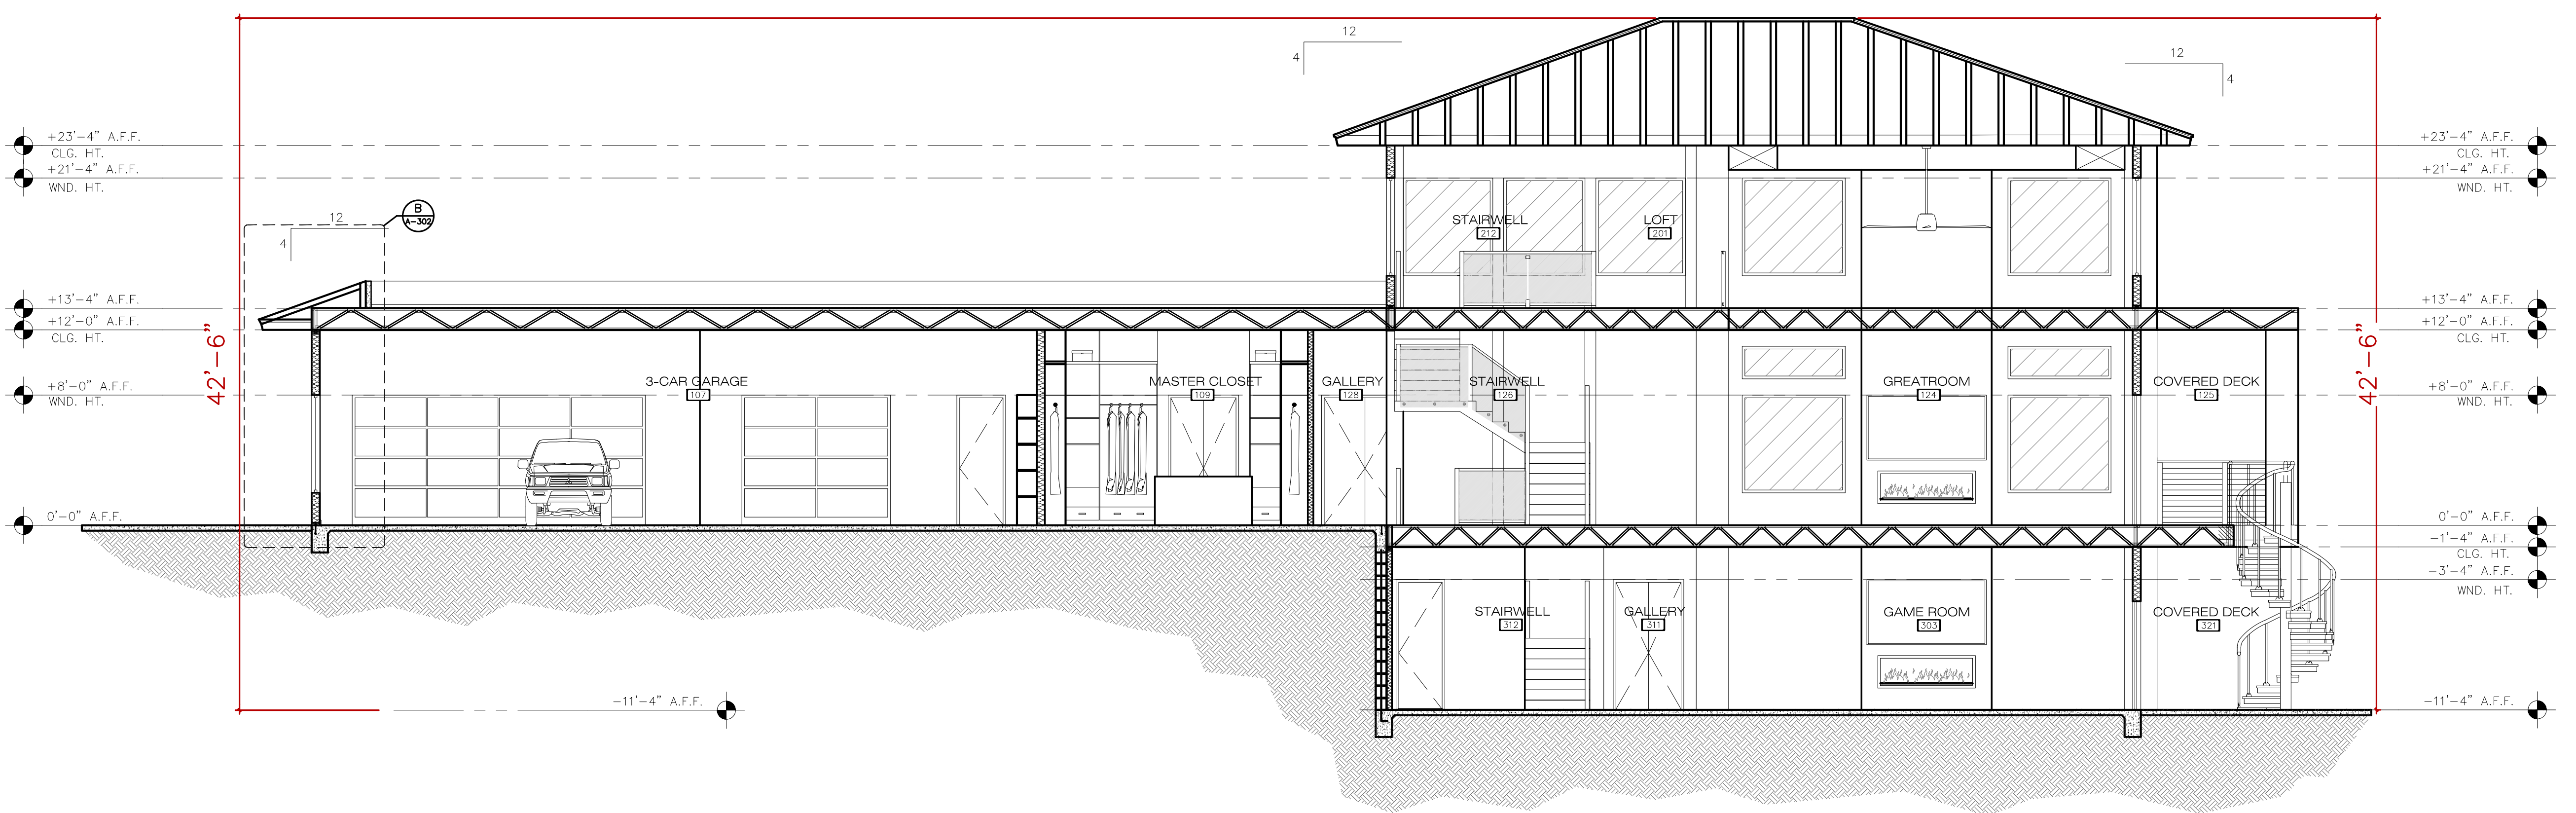 12
4
12
4
+23'-4" A.F.F.
CLG. HT.
+21'-4" A.F.F.
WND. HT.
+23'-4" A.F.F.
CLG. HT.
+21'-4" A.F.F.
WND. HT.
B
A-302
12
4
STAIRWELL
212
LOFT
201
+13'-4" A.F.F.
+12'-0" A.F.F.
CLG. HT.
+13'-4" A.F.F.
+12'-0" A.F.F.
CLG. HT.
42'-6"
42'-6"
+8'-0" A.F.F.
WND. HT.
3-CAR GARAGE
107
MASTER CLOSET
109
GALLERY
128
STAIRWELL
126
GREATROOM
124
COVERED DECK
125
+8'-0" A.F.F.
WND. HT.
0'-0" A.F.F.
0'-0" A.F.F.
-1'-4" A.F.F.
CLG. HT.
-3'-4" A.F.F.
WND. HT.
STAIRWELL
312
GALLERY
311
GAME ROOM
303
COVERED DECK
321
-11'-4" A.F.F.
-11'-4" A.F.F.